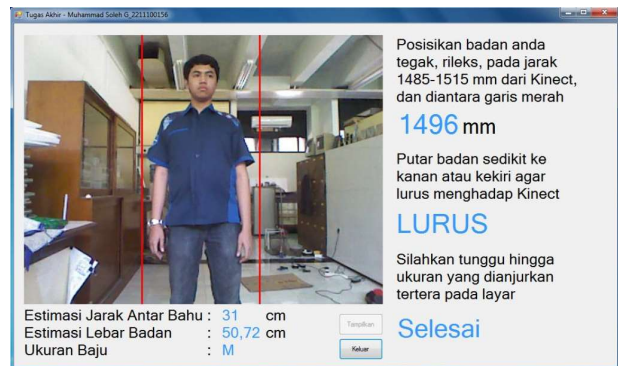 Tugas Akhir - Muhammad Soleh G_2211100156
Posisikan badan anda
tegak, rileks, pada jarak
1485-1515 mm dari Kinect,
dan diantara garis merah
1496 mm
Putar badan sedikit ke
kanan atau kekiri agar
lurus menghadap Kinect
LURUS
Silahkan tunggu hingga
ukuran yang dianjurkan
tertera pada layar
Selesai
Estimasi Jarak Antar Bahu : 31 cm
Estimasi Lebar Badan : 50,72 cm
Ukuran Baju : M
Tampilkan
Keluar